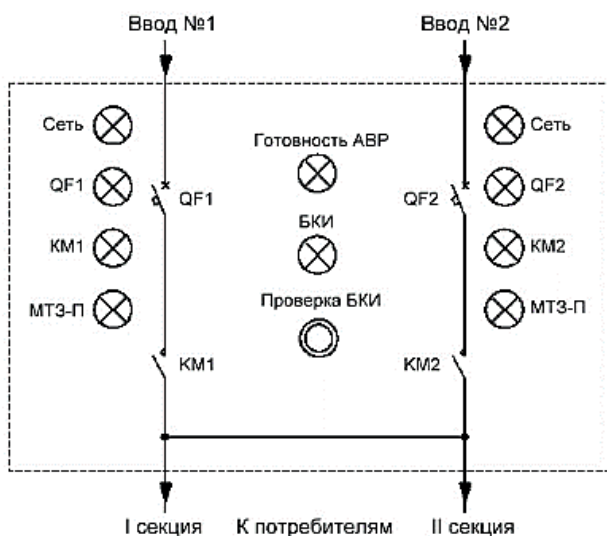 Ввод №1 Ввод №2
Сеть Сеть
Готовность АВР
QF1 QF1 QF2 QF2
БКИ
КМ1 КМ2
Проверка БКИ
МТЗ-П МТЗ-П
КМ1 КМ2
I секция К потребителям II секция